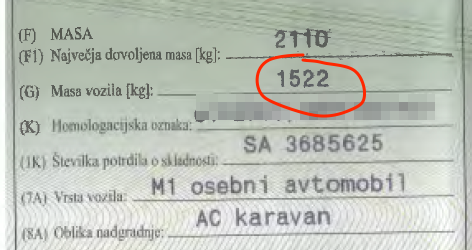 (F) MASA
(F1) Največja dovoljena masa [kg]: 2110
(G) Masa vozila [kg]: 1522
(K) Homologacijska oznaka:
(1K) Številka potrdila o skladnosti: SA 3685625
(7A) Vrsta vozila: M1 osebni avtomobil
(8A) Oblika nadgradnje: AC karavan